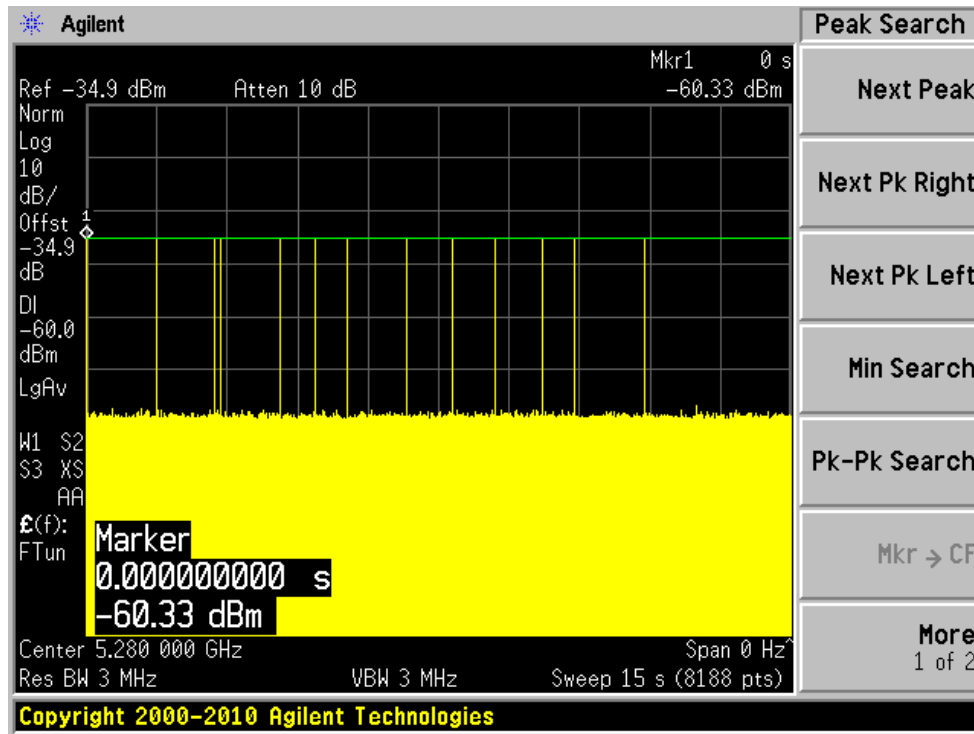 Agilent
Peak Search
Mkr1 0 s
Ref -34.9 dBm Atten 10 dB -60.33 dBm
Norm
Log
10
dB/
Offst
-34.9
dB
DI
-60.0
dBm
LgAv
1
W1 S2
S3 XS
AA
£(f):
FTun
Marker
0.000000000 s
-60.33 dBm
Center 5.280 000 GHz Span 0 Hz^
Res BW 3 MHz VBW 3 MHz Sweep 15 s (8188 pts)
Copyright 2000-2010 Agilent Technologies
Next Peak
Next Pk Right
Next Pk Left
Min Search
Pk-Pk Search
Mkr → CF
More
1 of 2